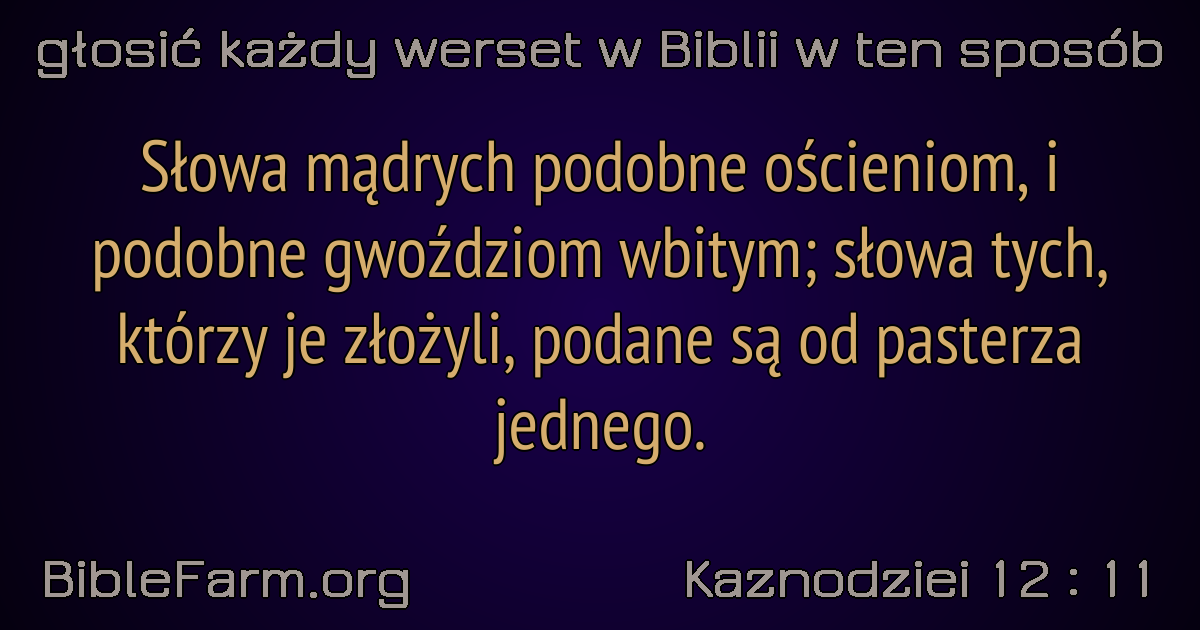 głosić każdy werset w Biblii w ten sposób
Słowa mądrych podobne ościeniom, i
podobne gwoździom wbitym; słowa tych,
którzy je złożyli, podane są od pasterza
jednego.
BibleFarm.org
Kaznodziei 12 : 11